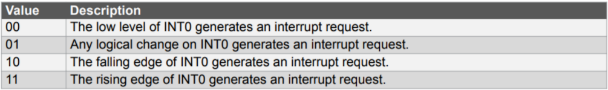 Value Description
00 The low level of INT0 generates an interrupt request.
01 Any logical change on INT0 generates an interrupt request.
10 The falling edge of INT0 generates an interrupt request.
11 The rising edge of INT0 generates an interrupt request.